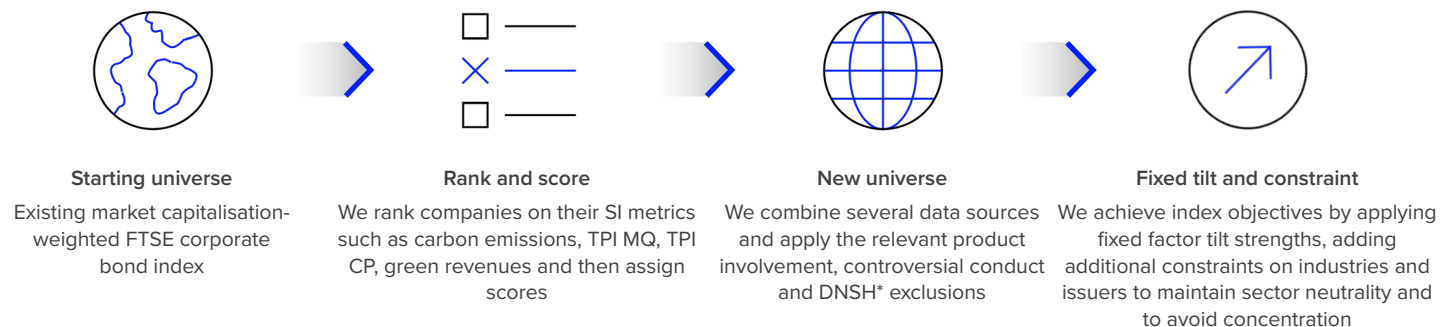 Starting universe
Existing market capitalisation-
weighted FTSE corporate
bond index
Rank and score
We rank companies on their SI metrics
such as carbon emissions, TPI MQ, TPI
CP, green revenues and then assign
scores
New universe
We combine several data sources
and apply the relevant product
involvement, controversial conduct
and DNSH* exclusions
Fixed tilt and constraint
We achieve index objectives by applying
fixed factor tilt strengths, adding
additional constraints on industries and
issuers to maintain sector neutrality and
to avoid concentration